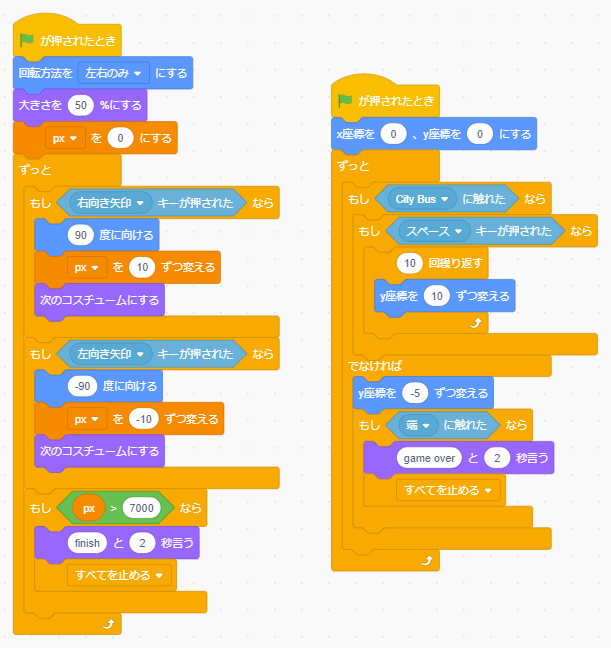 が押されたとき
回転方法を 左右のみ にする
大きさを 50 %にする
px を 0 にする
ずっと
もし 右向き矢印 キーが押された なら
90 度に向ける
px を 10 ずつ変える
次のコスチュームにする
もし 左向き矢印 キーが押された なら
-90 度に向ける
px を -10 ずつ変える
次のコスチュームにする
もし px > 7000 なら
finish と 2 秒言う
すべてを止める
が押されたとき
x座標を 0 、y座標を 0 にする
ずっと
もし City Bus に触れた なら
もし スペース キーが押された なら
10 回繰り返す
y座標を 10 ずつ変える
でなければ
y座標を -5 ずつ変える
もし 端 に触れた なら
game over と 2 秒言う
すべてを止める